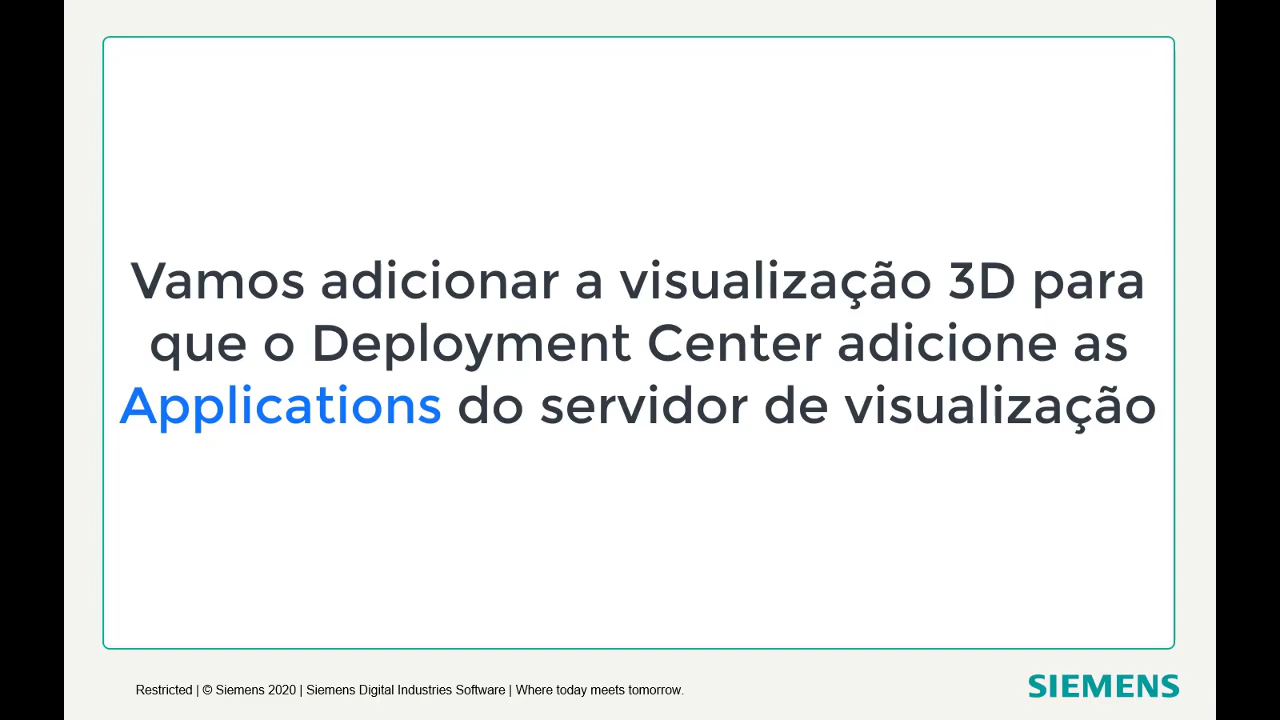 Vamos adicionar a visualização 3D para
que o Deployment Center adicione as
Applications do servidor de visualização
Restricted | © Siemens 2020 | Siemens Digital Industries Software | Where today meets tomorrow.
SIEMENS